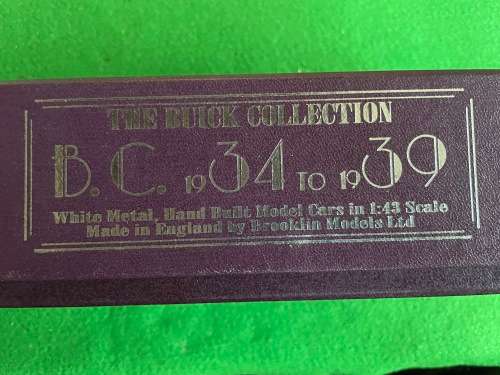 THE BUICK COLLECTION
B. C. 1934 TO 1939
White Metal, Hand Built Model Cars in 1:43 Scale
Made in England by Brooklin Models Ltd